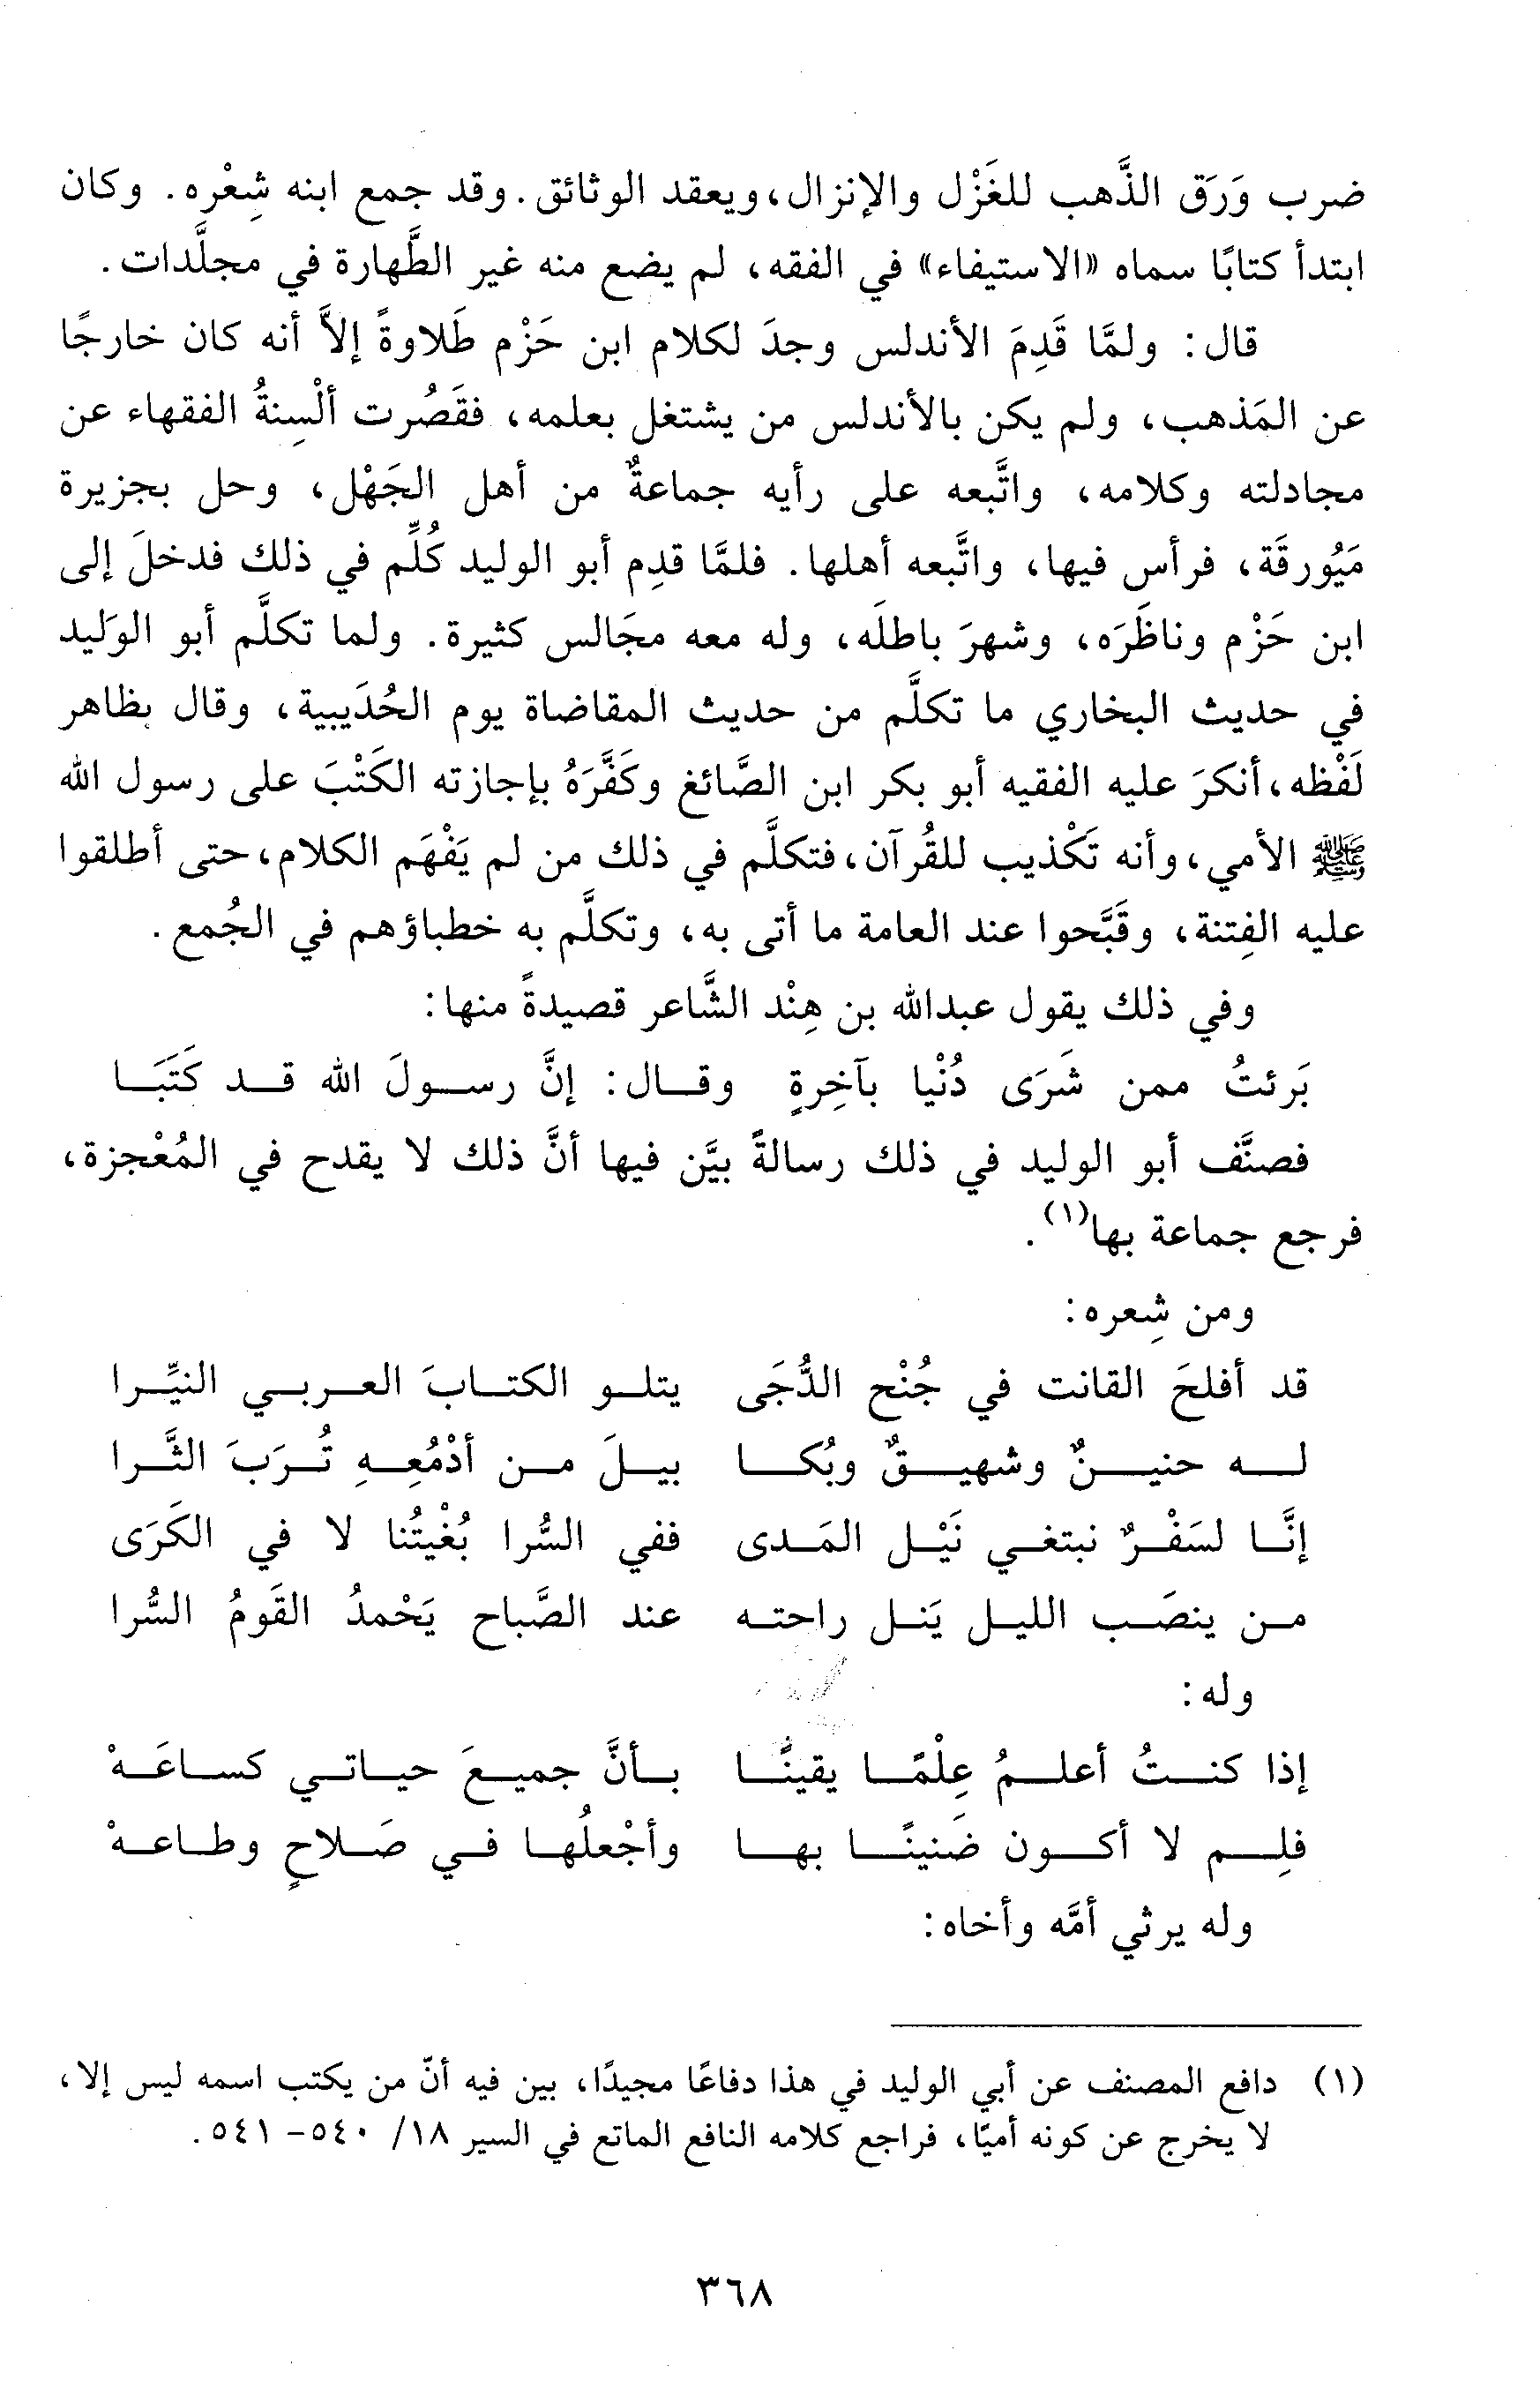 ضرب وَرَق الذَّهب للغَزْل والإنزال، ويعقد الوثائق. وقد جمع ابنه شِعْره. وكان
ابتدأ كتابًا سماه «الاستيفاء» في الفقه، لم يضع منه غير الطَّهارة في مجلَّدات.
قال: ولمَّا قَدِمَ الأندلس وجدَ لكلام ابن حَزْم طَلاوةً إلاَّ أنه كان خارجًا
عن المَذهب، ولم يكن بالأندلس من يشتغل بعلمه، فقَصُرت ألْسِنةُ الفقهاء عن
مجادلته وكلامه، واتَّبعه على رأيه جماعةٌ من أهل الجَهْل، وحل بجزيرة
مَيُورقَة، فرأس فيها، واتَّبعه أهلها. فلمَّا قدِم أبو الوليد كُلِّم في ذلك فدخلَ إلى
ابن حَزْم وناظَرَه، وشهرَ باطلَه، وله معه مجَالس كثيرة. ولما تكلَّم أبو الوَليد
في حديث البخاري ما تكلَّم من حديث المقاضاة يوم الحُدَيبية، وقال بظاهر
لَفْظه، أنكرَ عليه الفقيه أبو بكر ابن الصَّائغ وكَفَّرَهُ بإجازته الكَتْبَ على رسول الله
ﷺ الأمي، وأنه تَكْذيب للقُرآن، فتكلَّم في ذلك من لم يَفْهَم الكلام، حتى أطلقوا
عليه الفِتنة، وقَبَّحوا عند العامة ما أتى به، وتكلَّم به خطباؤهم في الجُمع.
وفي ذلك يقول عبدالله بن هِنْد الشَّاعر قصيدةً منها:
بَرئتُ ممن شَرَى دُنْيا بآخِرةٍ وقال: إنَّ رسولَ الله قد كَتَبَا
فصنَّف أبو الوليد في ذلك رسالةً بيَّن فيها أنَّ ذلك لا يقدح في المُعْجزة،
فرجع جماعة بها(١).
ومن شِعره:
قد أفلحَ القانت في جُنْح الدُّجَى يتلو الكتابَ العربي النيِّرا
له حنينٌ وشهيقٌ وبُكا بيلَ من أدْمُعِهِ تُرَبَ الثَّرا
إنَّا لسَفْرٌ نبتغي نَيْل المَدى ففي السُّرا بُغْيتُنا لا في الكَرَى
من ينصَب الليل يَنل راحته عند الصَّباح يَحْمدُ القَومُ السُّرا
وله:
إذا كنتُ أعلمُ عِلْمًا يقينًا بأنَّ جميعَ حياتي كساعَهْ
فلِم لا أكون ضَنينًا بها وأجْعلُها في صَلاحٍ وطاعهْ
وله يرثي أمَّه وأخاه:
(١) دافع المصنف عن أبي الوليد في هذا دفاعًا مجيدًا، بين فيه أنّ من يكتب اسمه ليس إلا،
لا يخرج عن كونه أميًا، فراجع كلامه النافع الماتع في السير ١٨/ ٥٤٠- ٥٤١.
٣٦٨